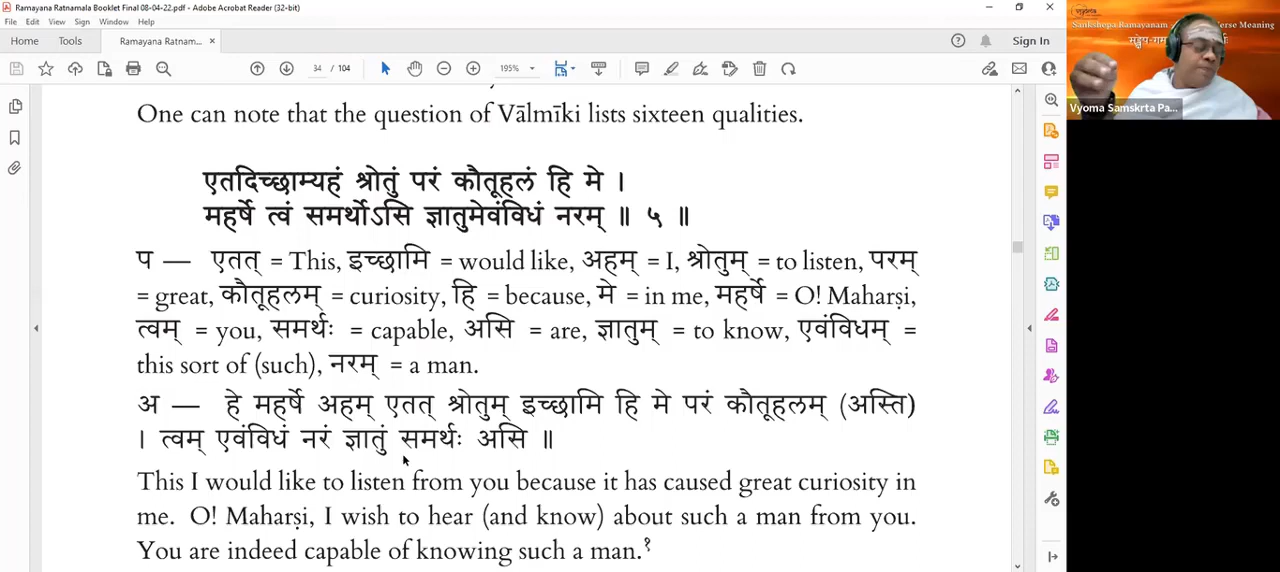 Ramayana Ratnamala Booklet Final 08-04-22.pdf - Adobe Acrobat Reader (32-bit)
File Edit View Sign Window Help
Home Tools Ramayana Ratnam... × Sign In
34 / 104 195%
One can note that the question of Vālmīki lists sixteen qualities.
एतदिच्छाम्यहं श्रोतुं परं कौतूहलं हि मे ।
महर्षे त्वं समर्थोऽसि ज्ञातुमेवंविधं नरम् ॥ ५ ॥
प — एतत् = This, इच्छामि = would like, अहम् = I, श्रोतुम् = to listen, परम्
= great, कौतूहलम् = curiosity, हि = because, मे = in me, महर्षे = O! Maharṣi,
त्वम् = you, समर्थः = capable, असि = are, ज्ञातुम् = to know, एवंविधम् =
this sort of (such), नरम् = a man.
अ — हे महर्षे अहम् एतत् श्रोतुम् इच्छामि हि मे परं कौतूहलम् (अस्ति)
। त्वम् एवंविधं नरं ज्ञातुं समर्थः असि ॥
This I would like to listen from you because it has caused great curiosity in
me. O! Maharṣi, I wish to hear (and know) about such a man from you.
You are indeed capable of knowing such a man.१
Sankshepa Ramayanam
Vyoma Samskrta Pa...